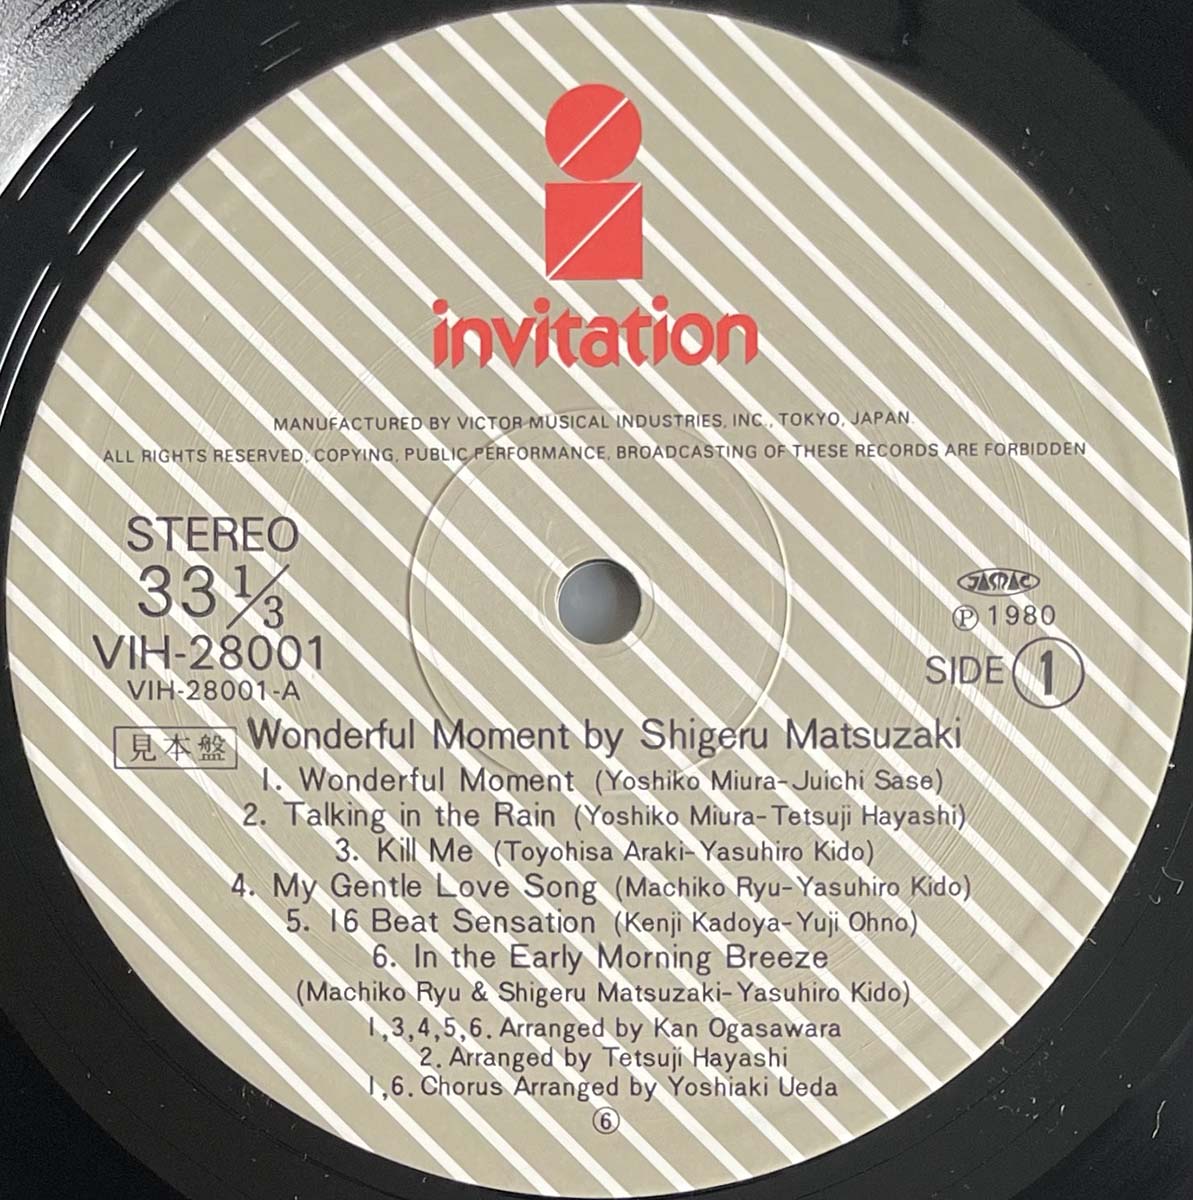 invitation
MANUFACTURED BY VICTOR MUSICAL INDUSTRIES, INC., TOKYO, JAPAN.
ALL RIGHTS RESERVED, COPYING, PUBLIC PERFORMANCE, BROADCASTING OF THESE RECORDS ARE FORBIDDEN
STEREO
33 1/3
VIH-28001
VIH-28001-A
JASRAC
Ⓟ 1980
SIDE 1
見本盤
Wonderful Moment by Shigeru Matsuzaki
1. Wonderful Moment (Yoshiko Miura-Juichi Sase)
2. Talking in the Rain (Yoshiko Miura-Tetsuji Hayashi)
3. Kill Me (Toyohisa Araki-Yasuhiro Kido)
4. My Gentle Love Song (Machiko Ryu-Yasuhiro Kido)
5. 16 Beat Sensation (Kenji Kadoya-Yuji Ohno)
6. In the Early Morning Breeze
(Machiko Ryu & Shigeru Matsuzaki-Yasuhiro Kido)
1,3,4,5,6. Arranged by Kan Ogasawara
2. Arranged by Tetsuji Hayashi
1,6. Chorus Arranged by Yoshiaki Ueda
⑥